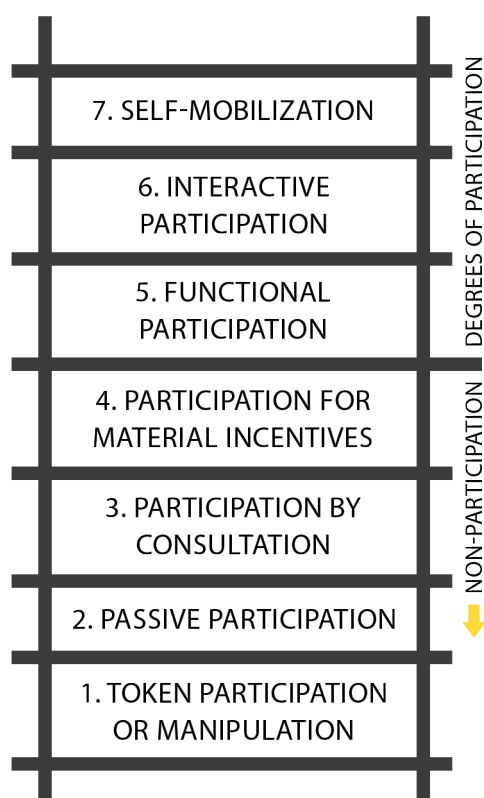 7. SELF-MOBILIZATION
6. INTERACTIVE
PARTICIPATION
5. FUNCTIONAL
PARTICIPATION
4. PARTICIPATION FOR
MATERIAL INCENTIVES
3. PARTICIPATION BY
CONSULTATION
2. PASSIVE PARTICIPATION
1. TOKEN PARTICIPATION
OR MANIPULATION
DEGREES OF PARTICIPATION
NON-PARTICIPATION